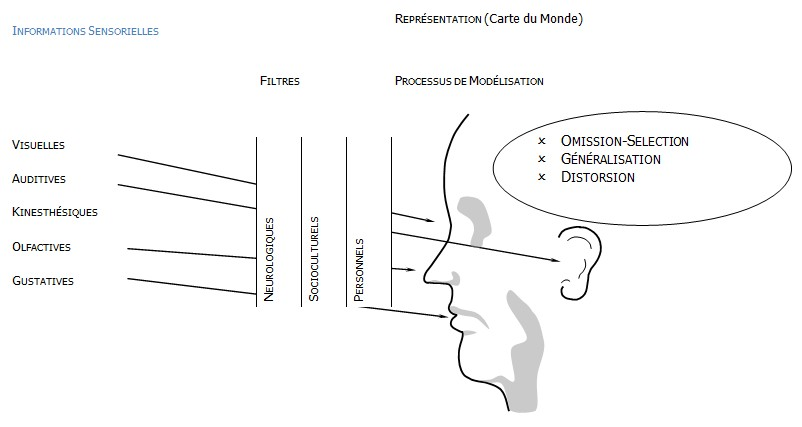 REPRÉSENTATION (Carte du Monde)
INFORMATIONS SENSORIELLES
FILTRES
PROCESSUS DE MODÉLISATION
VISUELLES
AUDITIVES
KINESTHÉSIQUES
OLFACTIVES
GUSTATIVES
NEUROLOGIQUES
SOCIOCULTURELS
PERSONNELS
x OMISSION-SELECTION
x GÉNÉRALISATION
x DISTORSION